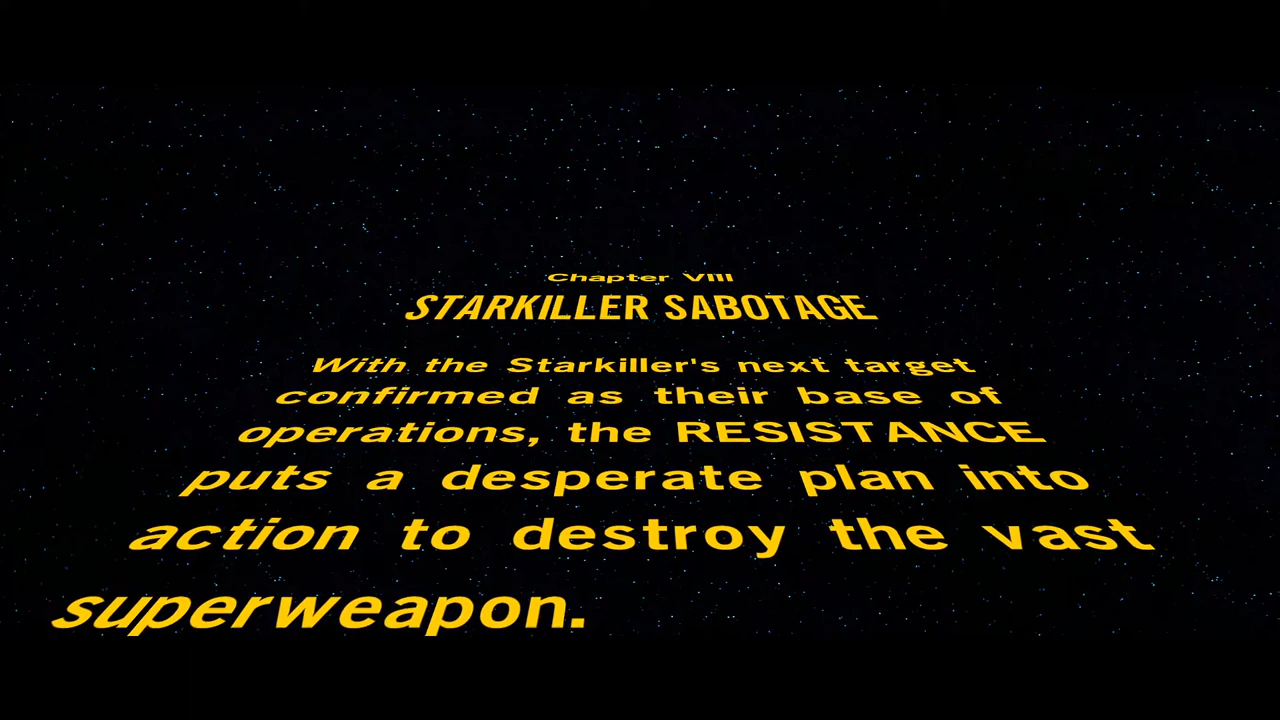 Chapter VIII
STARKILLER SABOTAGE
With the Starkiller's next target
confirmed as their base of
operations, the RESISTANCE
puts a desperate plan into
action to destroy the vast
superweapon.